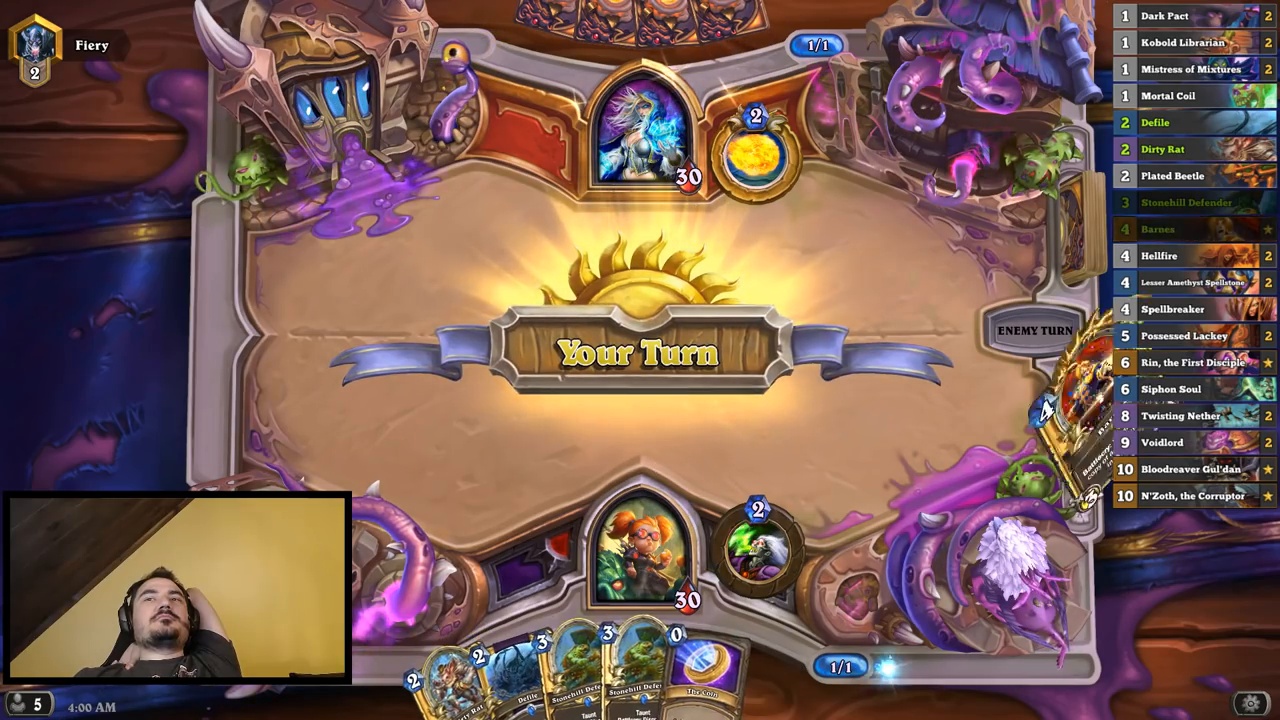 Fiery
2
1/1
2
30
ENEMY TURN
Your Turn
4
2
30
1/1
2
2
3
3
0
Defile
The Coin
Taunt
Taunt
5
4:00 AM
1 Dark Pact 2
1 Kobold Librarian 2
1 Mistress of Mixtures 2
1 Mortal Coil
2 Defile
2 Dirty Rat
2 Plated Beetle
3 Stonehill Defender
4 Barnes
4 Hellfire 2
4 Lesser Amethyst Spellstone 2
4 Spellbreaker
5 Possessed Lackey 2
6 Rin, the First Disciple
6 Siphon Soul
8 Twisting Nether 2
9 Voidlord 2
10 Bloodreaver Gul'dan
10 N'Zoth, the Corruptor